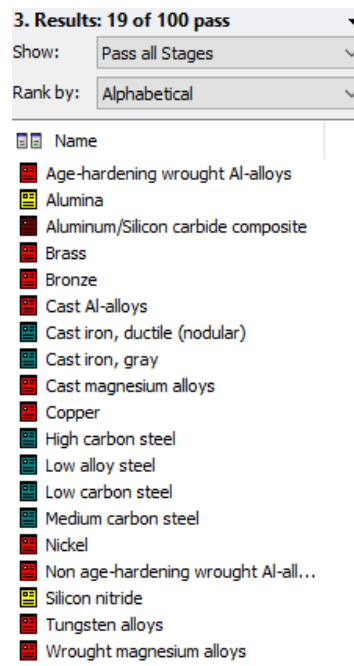 3. Results: 19 of 100 pass
Show: Pass all Stages
Rank by: Alphabetical
Name
Age-hardening wrought Al-alloys
Alumina
Aluminum/Silicon carbide composite
Brass
Bronze
Cast Al-alloys
Cast iron, ductile (nodular)
Cast iron, gray
Cast magnesium alloys
Copper
High carbon steel
Low alloy steel
Low carbon steel
Medium carbon steel
Nickel
Non age-hardening wrought Al-all...
Silicon nitride
Tungsten alloys
Wrought magnesium alloys